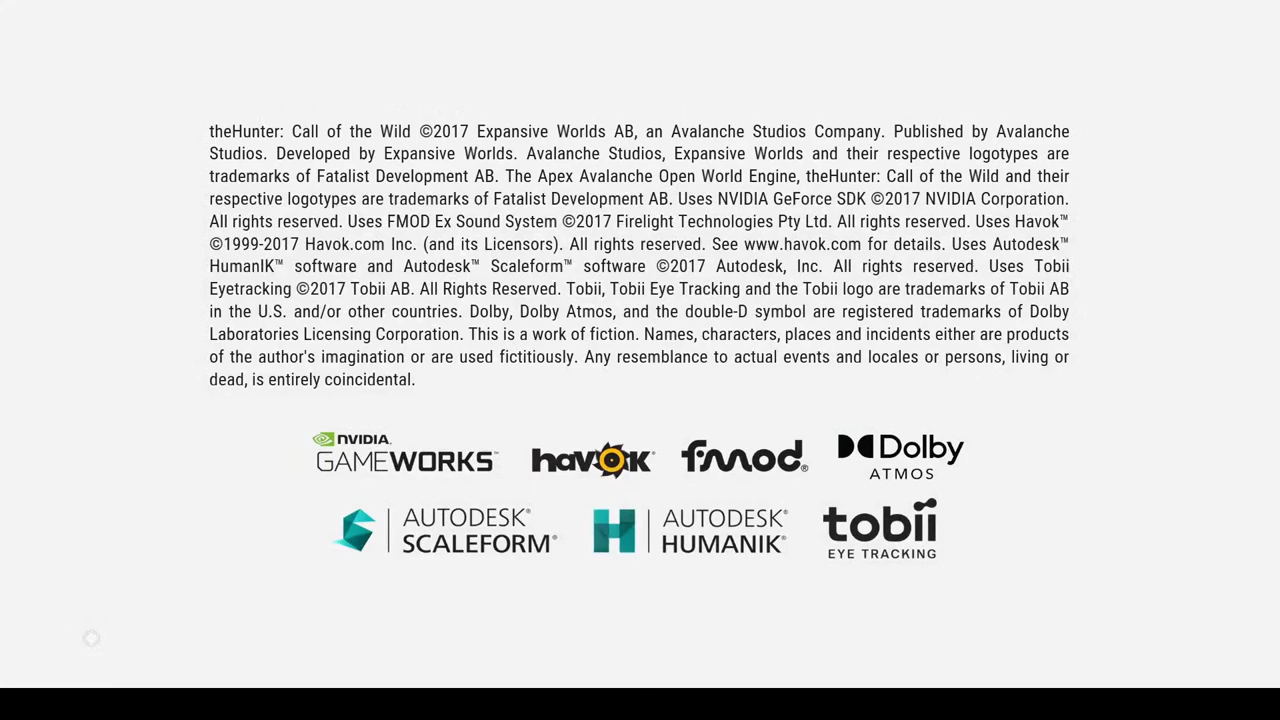 theHunter: Call of the Wild ©2017 Expansive Worlds AB, an Avalanche Studios Company. Published by Avalanche
Studios. Developed by Expansive Worlds. Avalanche Studios, Expansive Worlds and their respective logotypes are
trademarks of Fatalist Development AB. The Apex Avalanche Open World Engine, theHunter: Call of the Wild and their
respective logotypes are trademarks of Fatalist Development AB. Uses NVIDIA GeForce SDK ©2017 NVIDIA Corporation.
All rights reserved. Uses FMOD Ex Sound System ©2017 Firelight Technologies Pty Ltd. All rights reserved. Uses Havok™
©1999-2017 Havok.com Inc. (and its Licensors). All rights reserved. See www.havok.com for details. Uses Autodesk™
HumanIK™ software and Autodesk™ Scaleform™ software ©2017 Autodesk, Inc. All rights reserved. Uses Tobii
Eyetracking ©2017 Tobii AB. All Rights Reserved. Tobii, Tobii Eye Tracking and the Tobii logo are trademarks of Tobii AB
in the U.S. and/or other countries. Dolby, Dolby Atmos, and the double-D symbol are registered trademarks of Dolby
Laboratories Licensing Corporation. This is a work of fiction. Names, characters, places and incidents either are products
of the author's imagination or are used fictitiously. Any resemblance to actual events and locales or persons, living or
dead, is entirely coincidental.
NVIDIA.
GAMEWORKS™
havok®
fmod®
Dolby
ATMOS
AUTODESK®
SCALEFORM®
AUTODESK®
HUMANIK®
tobii
EYE TRACKING